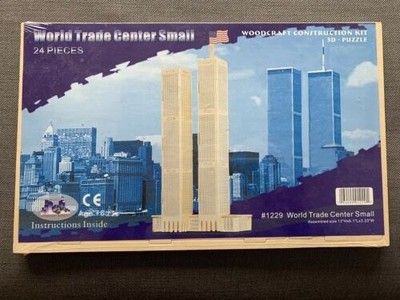 World Trade Center Small
24 PIECES
WOODCRAFT CONSTRUCTION KIT
3D - PUZZLE
CE
Instructions Inside
#1229 World Trade Center Small